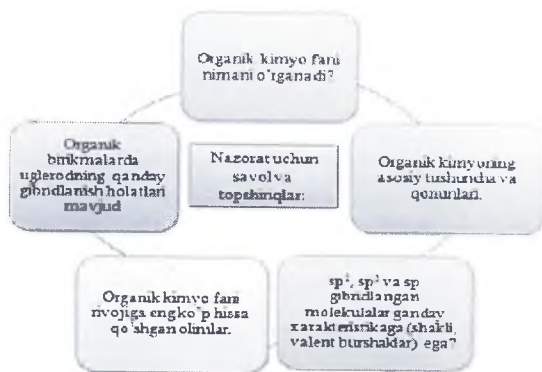 Organik kimyo fani
nimani o'rganadi?
Organik
birikmalarda
uglerodning qanday
gibridlanish holatlari
mavjud
Nazorat uchun
savol va
topshiriqlar:
Organik kimyoning
asosiy tushuncha va
qonunlari.
Organik kimyo fani
rivojiga eng ko'p hissa
qo'shgan olimlar.
sp³, sp² va sp
gibridlangan
molekulalar qanday
xarakteristikaga (shakli,
valent burchaklar) ega?